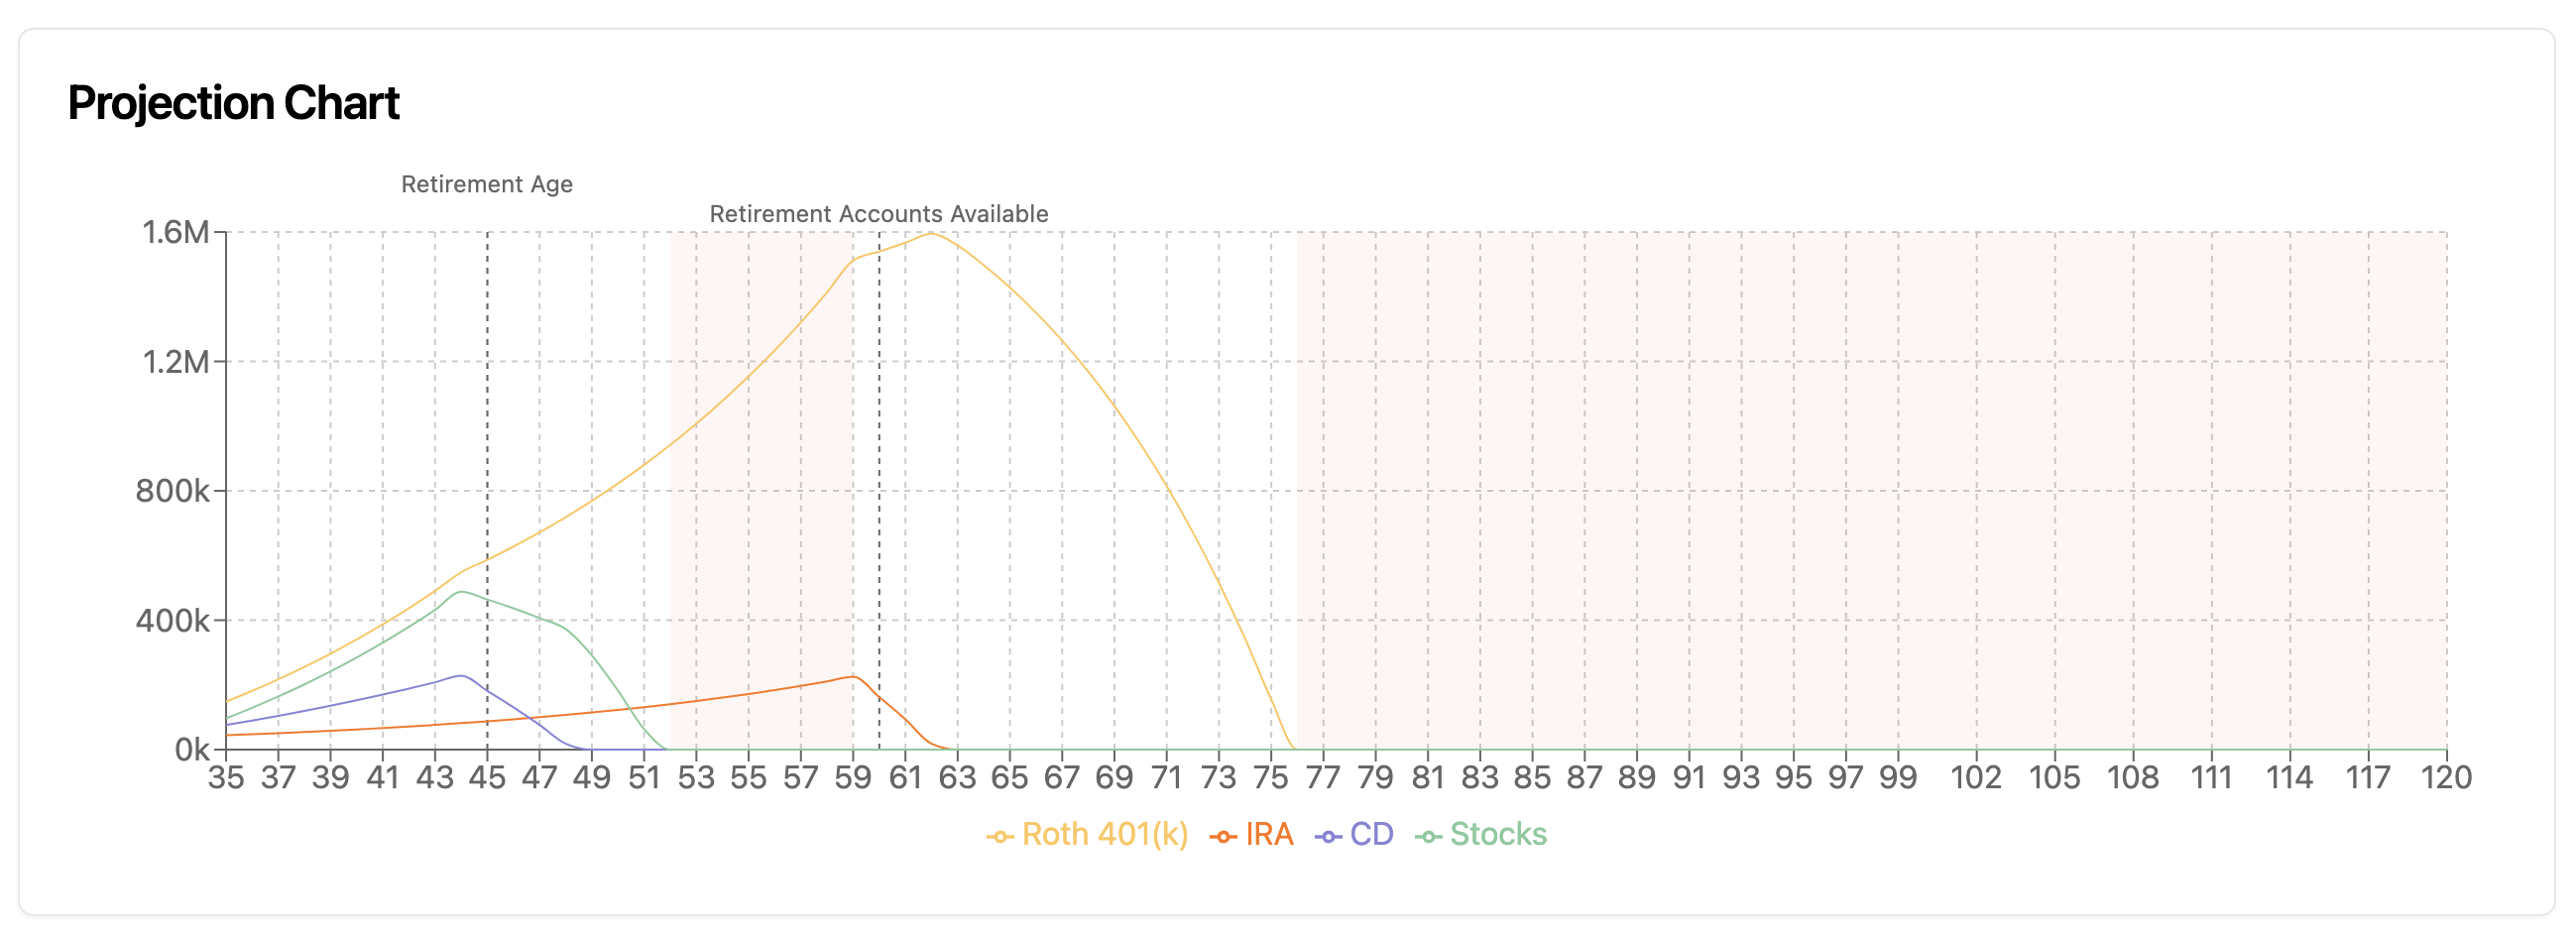 Projection Chart
Retirement Age
Retirement Accounts Available
1.6M
1.2M
800k
400k
0k
35 37 39 41 43 45 47 49 51 53 55 57 59 61 63 65 67 69 71 73 75 77 79 81 83 85 87 89 91 93 95 97 99 102 105 108 111 114 117 120
Roth 401(k) IRA CD Stocks